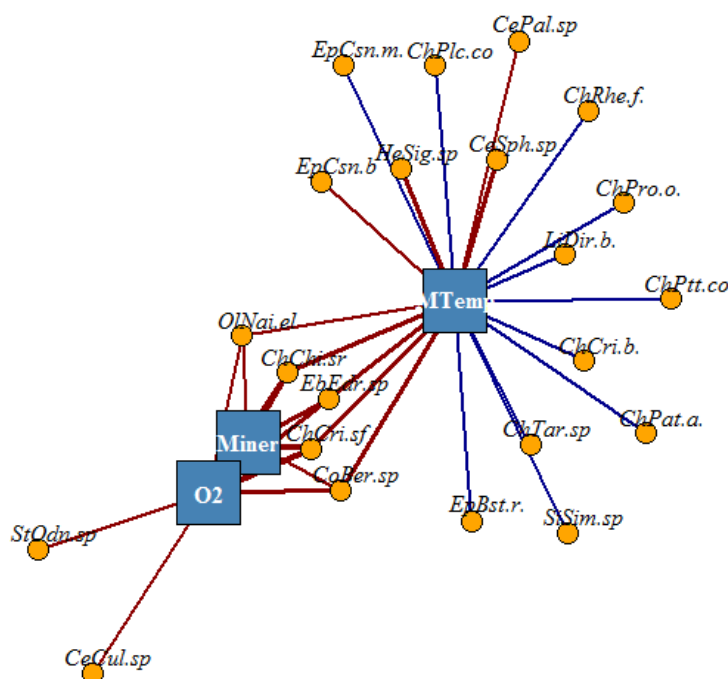 CePal.sp
EpCsn.m.
ChPlc.co
ChRhe.f.
CeSph.sp
HeSig.sp
EpCsn.b
ChPro.o.
LiDir.b.
ChPtt.co
MTemp
OlNai.el
ChChi.sr
ChCri.b.
EbEdr.sp
ChPat.a.
ChCri.sf
Miner
ChTar.sp
CoBer.sp
O2
EpBst.r.
SiSim.sp
StOdn.sp
CeCul.sp